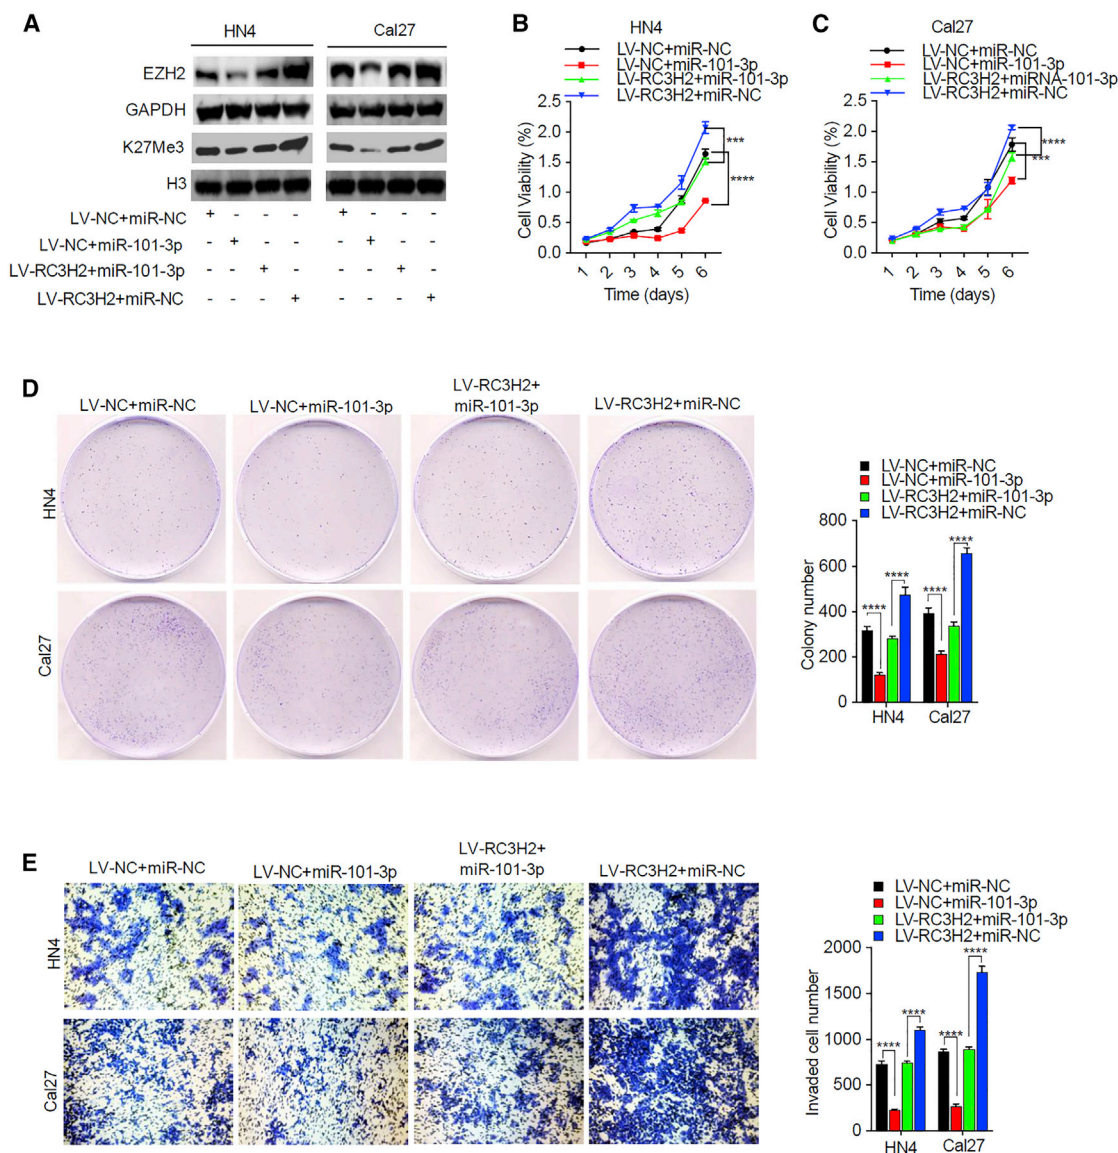 A
HN4 Cal27
EZH2
GAPDH
K27Me3
H3
LV-NC+miR-NC + - - - + - - -
LV-NC+miR-101-3p - + - - - + - -
LV-RC3H2+miR-101-3p - - + - - - + -
LV-RC3H2+miR-NC - - - + - - - +
B
HN4
LV-NC+miR-NC
LV-NC+miR-101-3p
LV-RC3H2+miR-101-3p
LV-RC3H2+miR-NC
Cell Viability (%)
2.5
2.0
1.5
1.0
0.5
0.0
***
****
1 2 3 4 5 6
Time (days)
C
Cal27
LV-NC+miR-NC
LV-NC+miR-101-3p
LV-RC3H2+miRNA-101-3p
LV-RC3H2+miR-NC
Cell Viability (%)
2.5
2.0
1.5
1.0
0.5
0.0
****
***
1 2 3 4 5 6
Time (days)
D
LV-NC+miR-NC LV-NC+miR-101-3p LV-RC3H2+ miR-101-3p LV-RC3H2+miR-NC
HN4
Cal27
LV-NC+miR-NC
LV-NC+miR-101-3p
LV-RC3H2+miR-101-3p
LV-RC3H2+miR-NC
Colony number
800
600
400
200
0
**** **** **** ****
HN4 Cal27
E
LV-NC+miR-NC LV-NC+miR-101-3p LV-RC3H2+ miR-101-3p LV-RC3H2+miR-NC
HN4
Cal27
LV-NC+miR-NC
LV-NC+miR-101-3p
LV-RC3H2+miR-101-3p
LV-RC3H2+miR-NC
Invaded cell number
2000
1500
1000
500
0
**** **** **** ****
HN4 Cal27